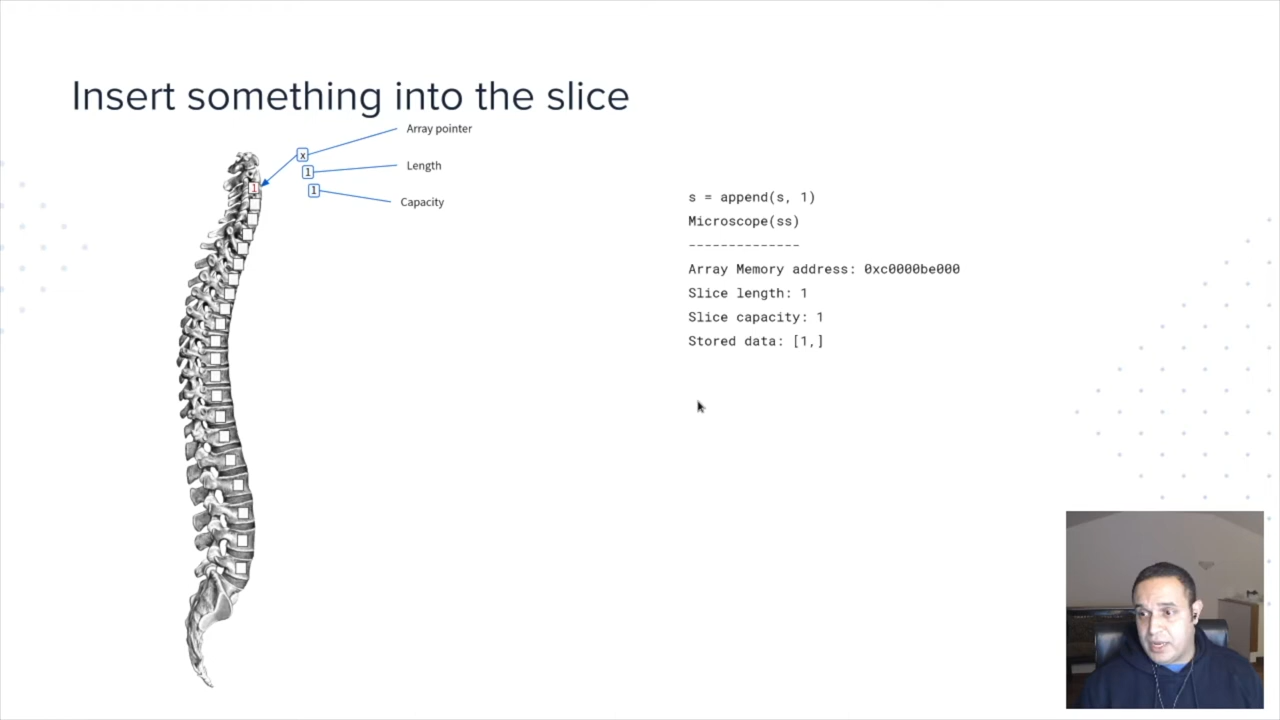 Insert something into the slice
Array pointer
x
Length
1
1
1
Capacity
s = append(s, 1)
Microscope(ss)
--------------
Array Memory address: 0xc0000be000
Slice length: 1
Slice capacity: 1
Stored data: [1,]